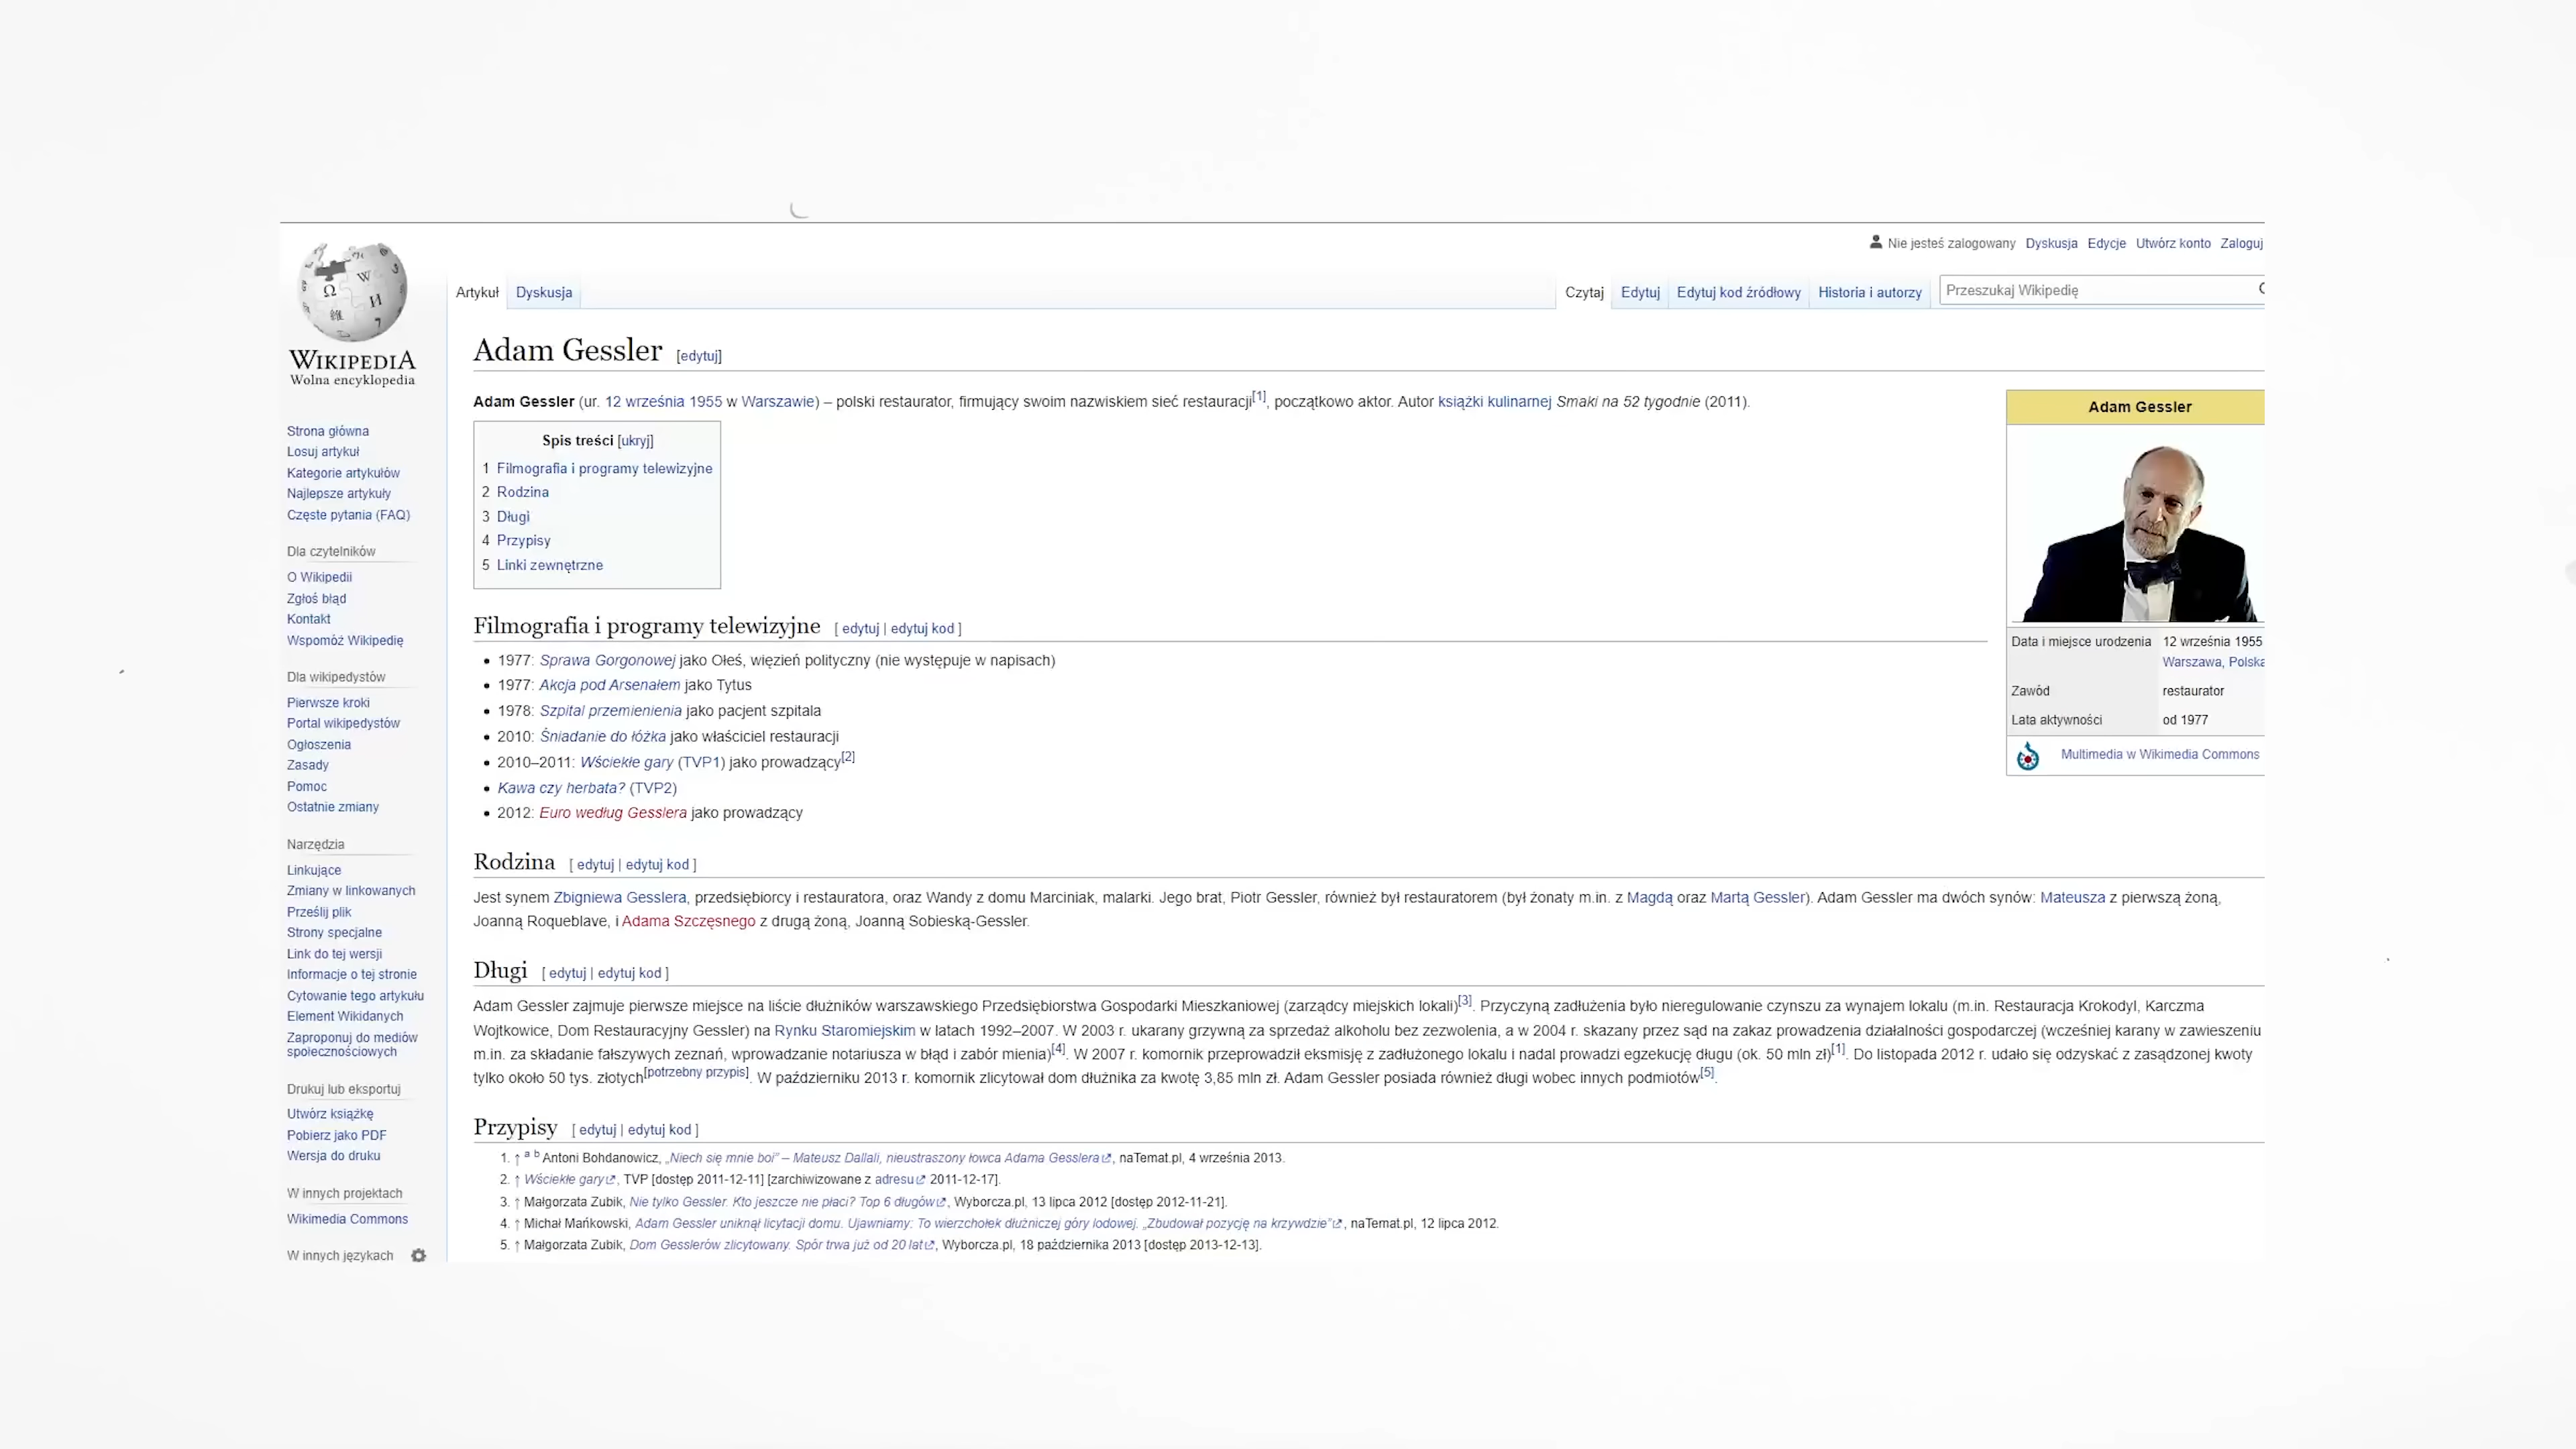 Nie jesteś zalogowany Dyskusja Edycje Utwórz konto Zaloguj
Artykuł Dyskusja Czytaj Edytuj Edytuj kod źródłowy Historia i autorzy Przeszukaj Wikipedię
WIKIPEDIA
Wolna encyklopedia
Strona główna
Losuj artykuł
Kategorie artykułów
Najlepsze artykuły
Częste pytania (FAQ)
Dla czytelników
O Wikipedii
Zgłoś błąd
Kontakt
Wspomóż Wikipedię
Dla wikipedystów
Pierwsze kroki
Portal wikipedystów
Ogłoszenia
Zasady
Pomoc
Ostatnie zmiany
Narzędzia
Linkujące
Zmiany w linkowanych
Prześlij plik
Strony specjalne
Link do tej wersji
Informacje o tej stronie
Cytowanie tego artykułu
Element Wikidanych
Zaproponuj do mediów
społecznościowych
Drukuj lub eksportuj
Utwórz książkę
Pobierz jako PDF
Wersja do druku
W innych projektach
Wikimedia Commons
W innych językach
Adam Gessler [edytuj]
Adam Gessler (ur. 12 września 1955 w Warszawie) – polski restaurator, firmujący swoim nazwiskiem sieć restauracji[1], początkowo aktor. Autor książki kulinarnej Smaki na 52 tygodnie (2011).
Spis treści [ukryj]
1 Filmografia i programy telewizyjne
2 Rodzina
3 Długi
4 Przypisy
5 Linki zewnętrzne
Filmografia i programy telewizyjne [ edytuj | edytuj kod ]
• 1977: Sprawa Gorgonowej jako Ołeś, więzień polityczny (nie występuje w napisach)
• 1977: Akcja pod Arsenałem jako Tytus
• 1978: Szpital przemienienia jako pacjent szpitala
• 2010: Śniadanie do łóżka jako właściciel restauracji
• 2010–2011: Wściekłe gary (TVP1) jako prowadzący[2]
• Kawa czy herbata? (TVP2)
• 2012: Euro według Gesslera jako prowadzący
Adam Gessler
Data i miejsce urodzenia 12 września 1955
Warszawa, Polska
Zawód restaurator
Lata aktywności od 1977
Multimedia w Wikimedia Commons
Rodzina [ edytuj | edytuj kod ]
Jest synem Zbigniewa Gesslera, przedsiębiorcy i restauratora, oraz Wandy z domu Marciniak, malarki. Jego brat, Piotr Gessler, również był restauratorem (był żonaty m.in. z Magdą oraz Martą Gessler). Adam Gessler ma dwóch synów: Mateusza z pierwszą żoną,
Joanną Roqueblave, i Adama Szczęsnego z drugą żoną, Joanną Sobieską-Gessler.
Długi [ edytuj | edytuj kod ]
Adam Gessler zajmuje pierwsze miejsce na liście dłużników warszawskiego Przedsiębiorstwa Gospodarki Mieszkaniowej (zarządcy miejskich lokali)[3]. Przyczyną zadłużenia było nieregulowanie czynszu za wynajem lokalu (m.in. Restauracja Krokodyl, Karczma
Wojtkowice, Dom Restauracyjny Gessler) na Rynku Staromiejskim w latach 1992–2007. W 2003 r. ukarany grzywną za sprzedaż alkoholu bez zezwolenia, a w 2004 r. skazany przez sąd na zakaz prowadzenia działalności gospodarczej (wcześniej karany w zawieszeniu
m.in. za składanie fałszywych zeznań, wprowadzanie notariusza w błąd i zabór mienia)[4]. W 2007 r. komornik przeprowadził eksmisję z zadłużonego lokalu i nadal prowadzi egzekucję długu (ok. 50 mln zł)[1]. Do listopada 2012 r. udało się odzyskać z zasądzonej kwoty
tylko około 50 tys. złotych[potrzebny przypis]. W październiku 2013 r. komornik zlicytował dom dłużnika za kwotę 3,85 mln zł. Adam Gessler posiada również długi wobec innych podmiotów[5].
Przypisy [ edytuj | edytuj kod ]
1. ↑ a b Antoni Bohdanowicz, „Niech się mnie boi” – Mateusz Dallali, nieustraszony łowca Adama Gesslera, naTemat.pl, 4 września 2013.
2. ↑ Wściekłe gary, TVP [dostęp 2011-12-11] [zarchiwizowane z adresu 2011-12-17].
3. ↑ Małgorzata Zubik, Nie tylko Gessler. Kto jeszcze nie płaci? Top 6 długów, Wyborcza.pl, 13 lipca 2012 [dostęp 2012-11-21].
4. ↑ Michał Mańkowski, Adam Gessler uniknął licytacji domu. Ujawniamy: To wierzchołek dłużniczej góry lodowej. „Zbudował pozycję na krzywdzie”, naTemat.pl, 12 lipca 2012.
5. ↑ Małgorzata Zubik, Dom Gesslerów zlicytowany. Spór trwa już od 20 lat, Wyborcza.pl, 18 października 2013 [dostęp 2013-12-13].